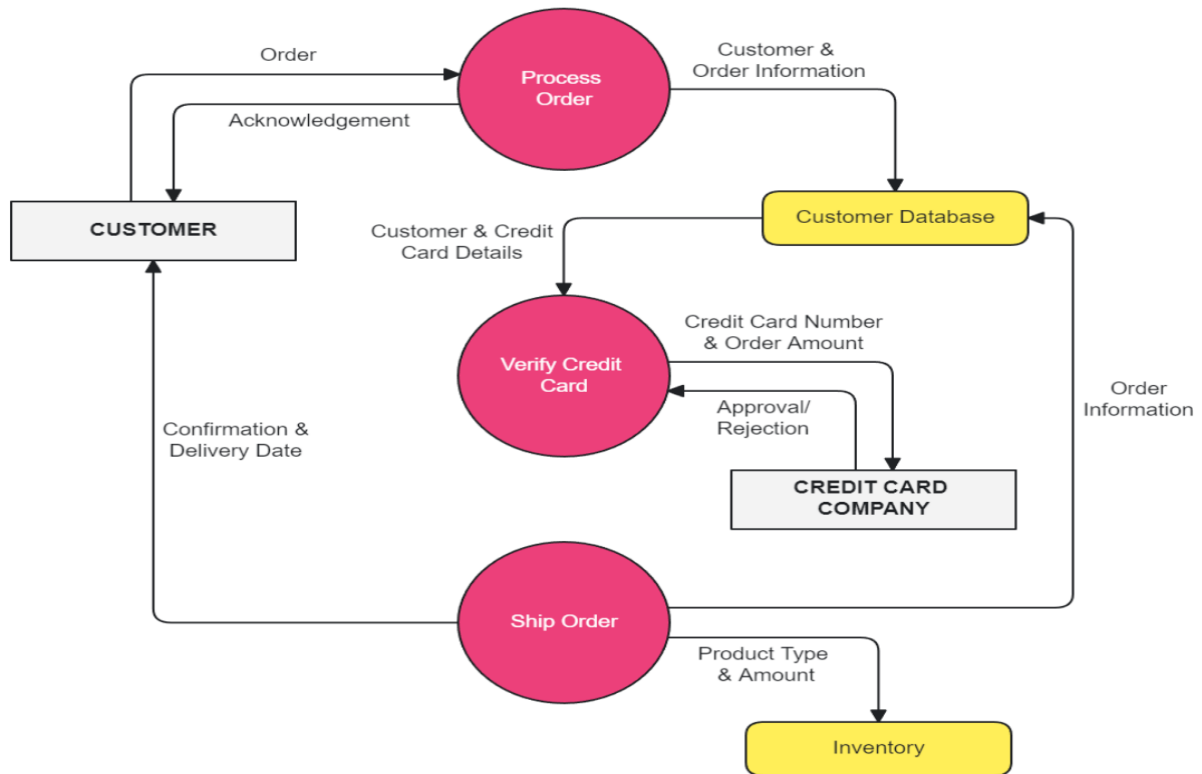 Order
Process
Order
Customer &
Order Information
Acknowledgement
CUSTOMER
Customer Database
Customer & Credit
Card Details
Verify Credit
Card
Credit Card Number
& Order Amount
Approval/
Rejection
Order
Information
Confirmation &
Delivery Date
CREDIT CARD
COMPANY
Ship Order
Product Type
& Amount
Inventory